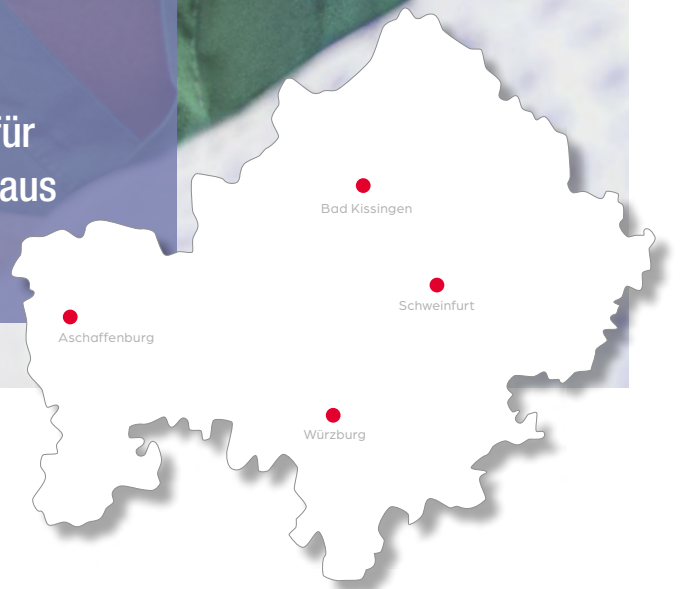 für
aus
Bad Kissingen
Schweinfurt
Aschaffenburg
Würzburg